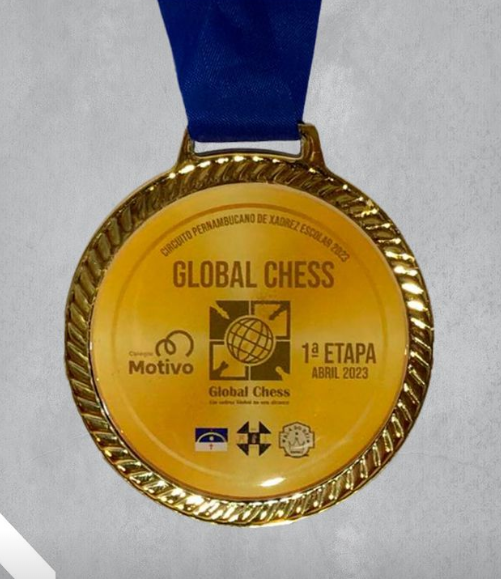 CIRCUITO PERNAMBUCANO DE XADREZ ESCOLAR 2023
GLOBAL CHESS
Colégio
Motivo
1ª ETAPA
ABRIL 2023
Global Chess